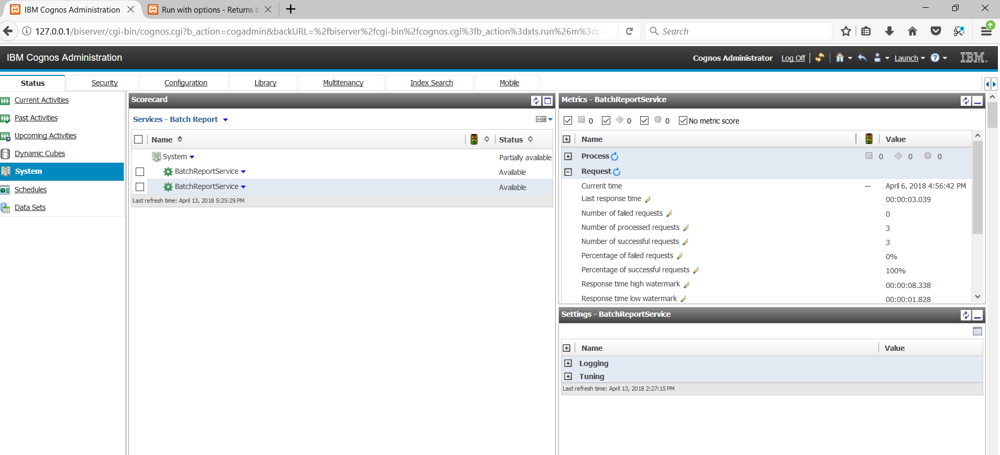 IBM Cognos Administration
Run with options - Returns b
127.0.0.1/biserver/cgi-bin/cognos.cgi?b_action=cogadmin&backURL=%2fbiserver%2fcgi-bin%2fcognos.cgi%3fb_action%3dxts.run%26m%3dp
Search
IBM Cognos Administration
Cognos Administrator Log Off Launch IBM.
Status Security Configuration Library Multitenancy Index Search Mobile
Current Activities
Past Activities
Upcoming Activities
Dynamic Cubes
System
Schedules
Data Sets
Scorecard
Services - Batch Report
Name Status
System Partially available
BatchReportService Available
BatchReportService Available
Last refresh time: April 13, 2018 5:25:29 PM
Metrics - BatchReportService
0 0 0 No metric score
Name Value
Process 0 0 0
Request
Current time -- April 6, 2018 4:56:42 PM
Last response time 00:00:03.039
Number of failed requests 0
Number of processed requests 3
Number of successful requests 3
Percentage of failed requests 0%
Percentage of successful requests 100%
Response time high watermark 00:00:08.338
Response time low watermark 00:00:01.828
Settings - BatchReportService
Name Value
Logging
Tuning
Last refresh time: April 13, 2018 2:27:15 PM